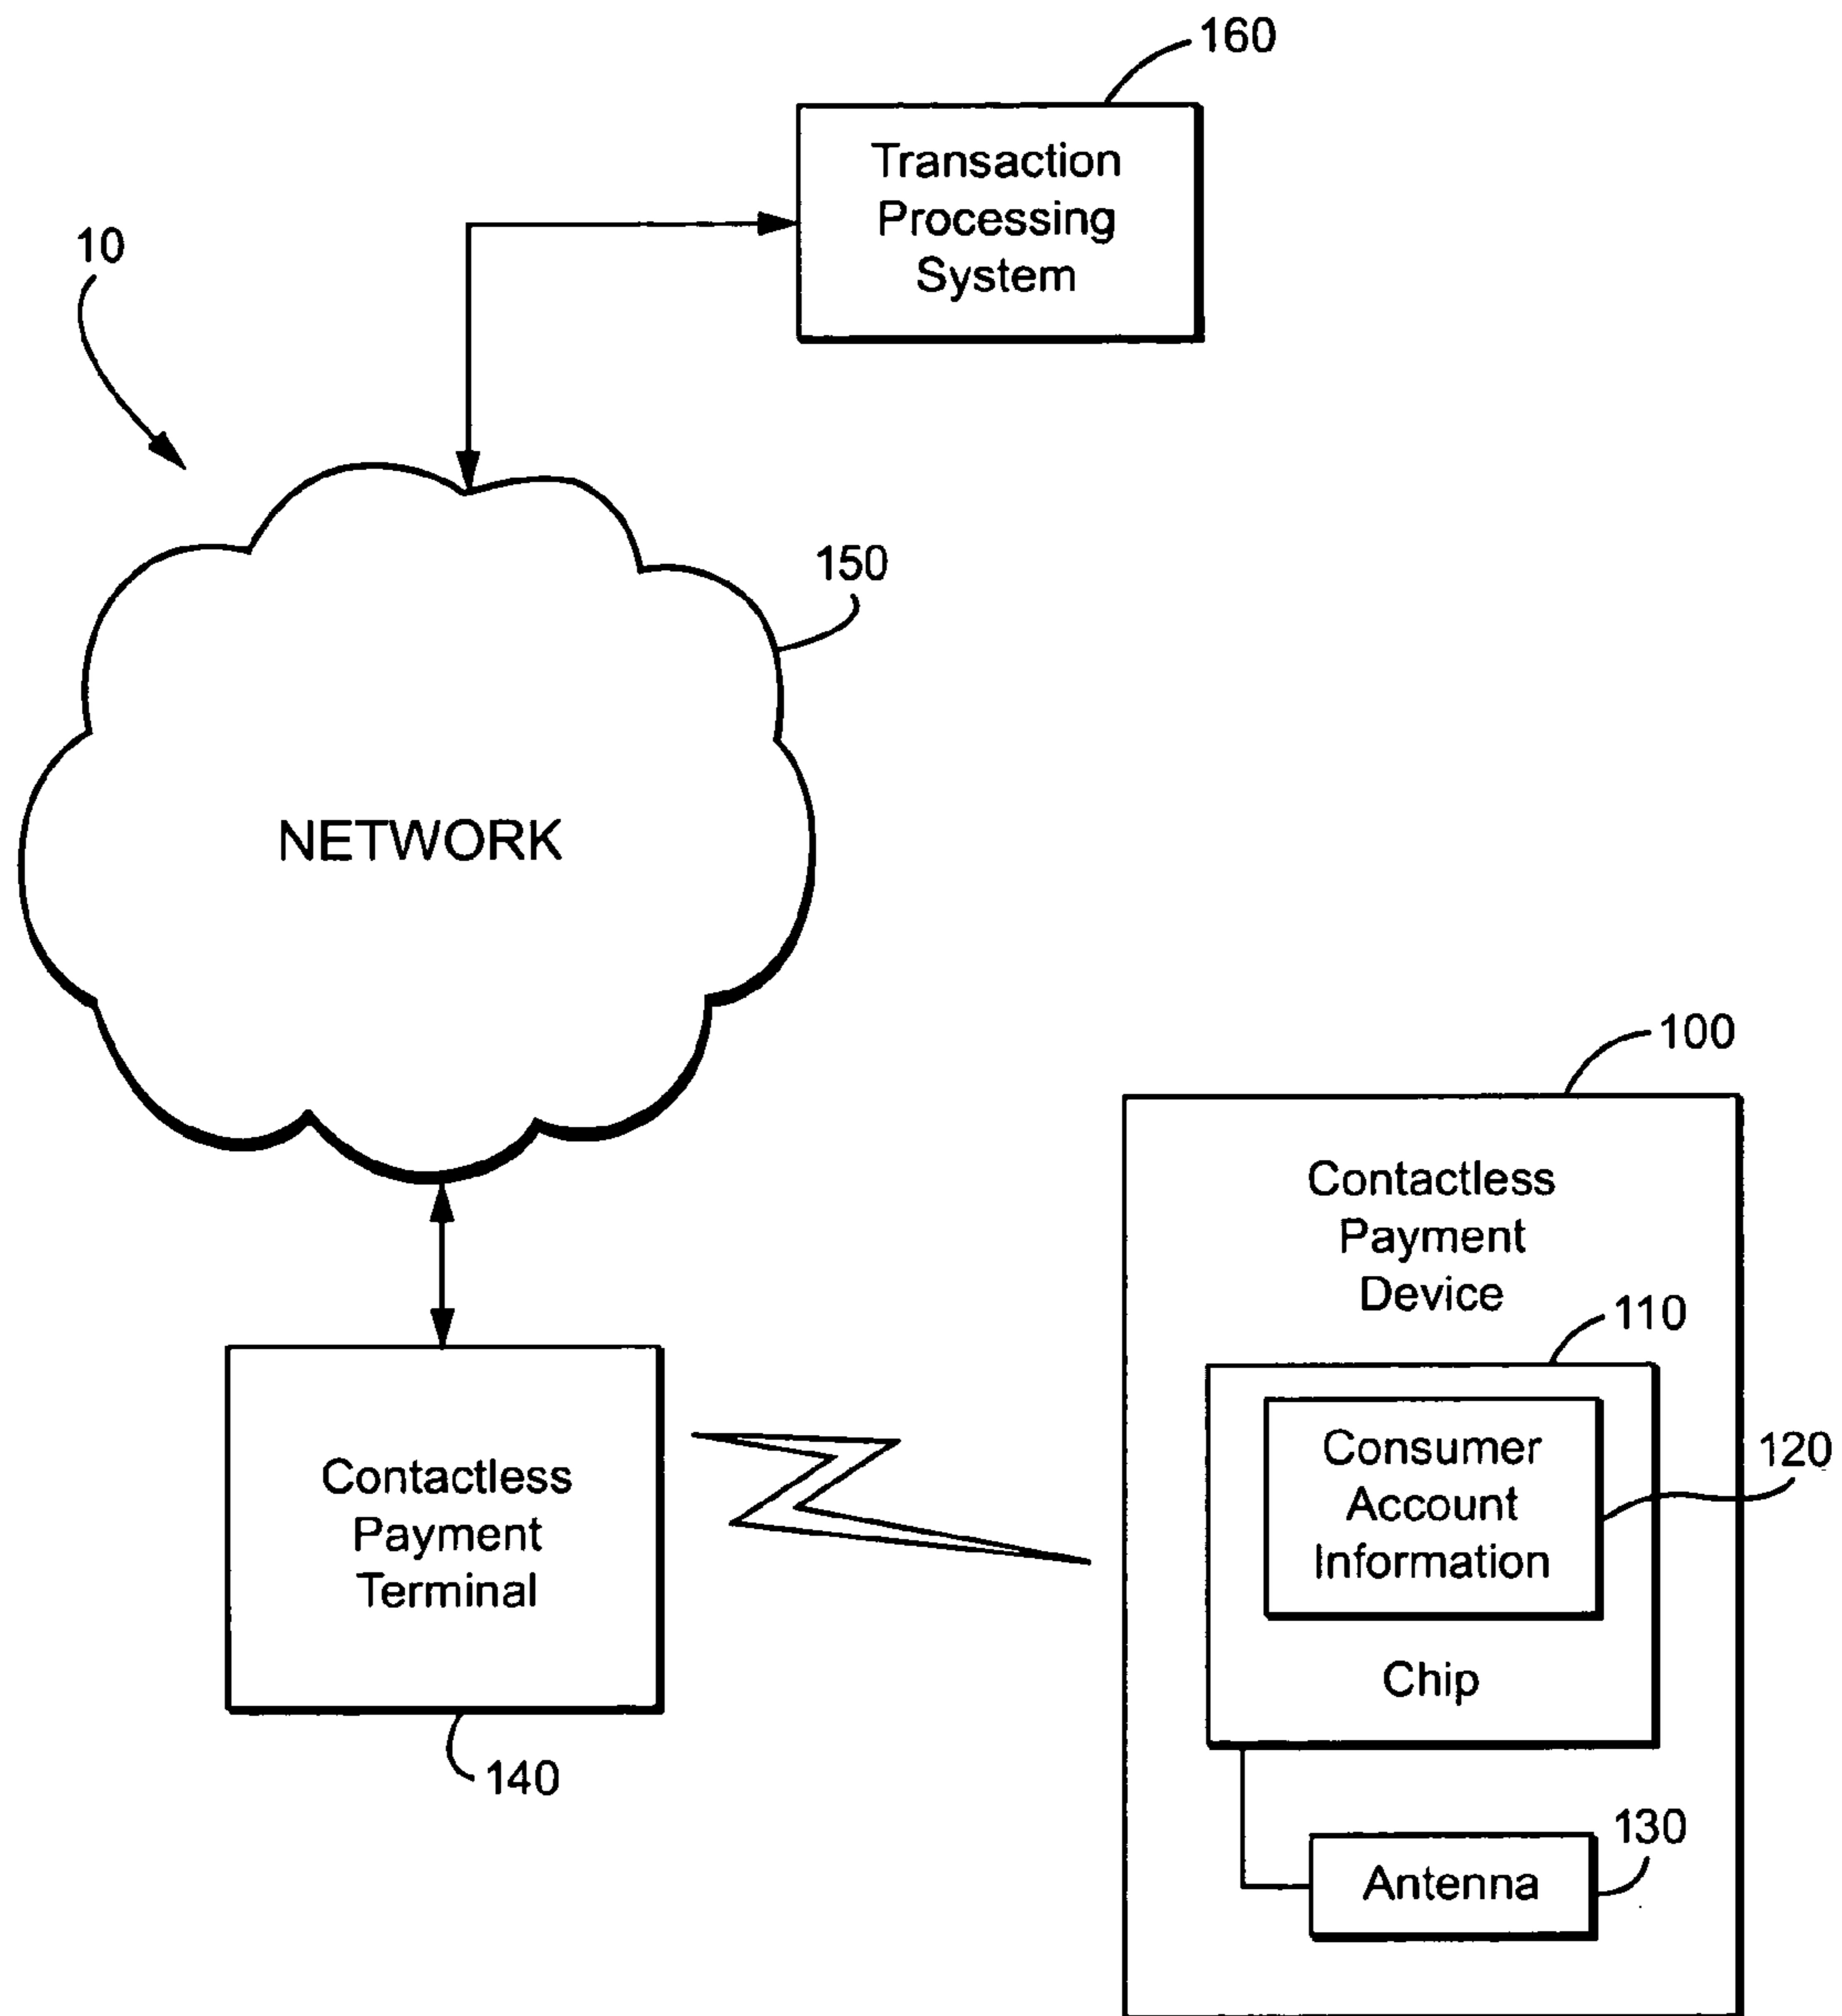 160
Transaction
Processing
System
10
150
NETWORK
100
Contactless
Payment
Device
110
Consumer
Account
Information
120
Chip
Contactless
Payment
Terminal
140
130
Antenna